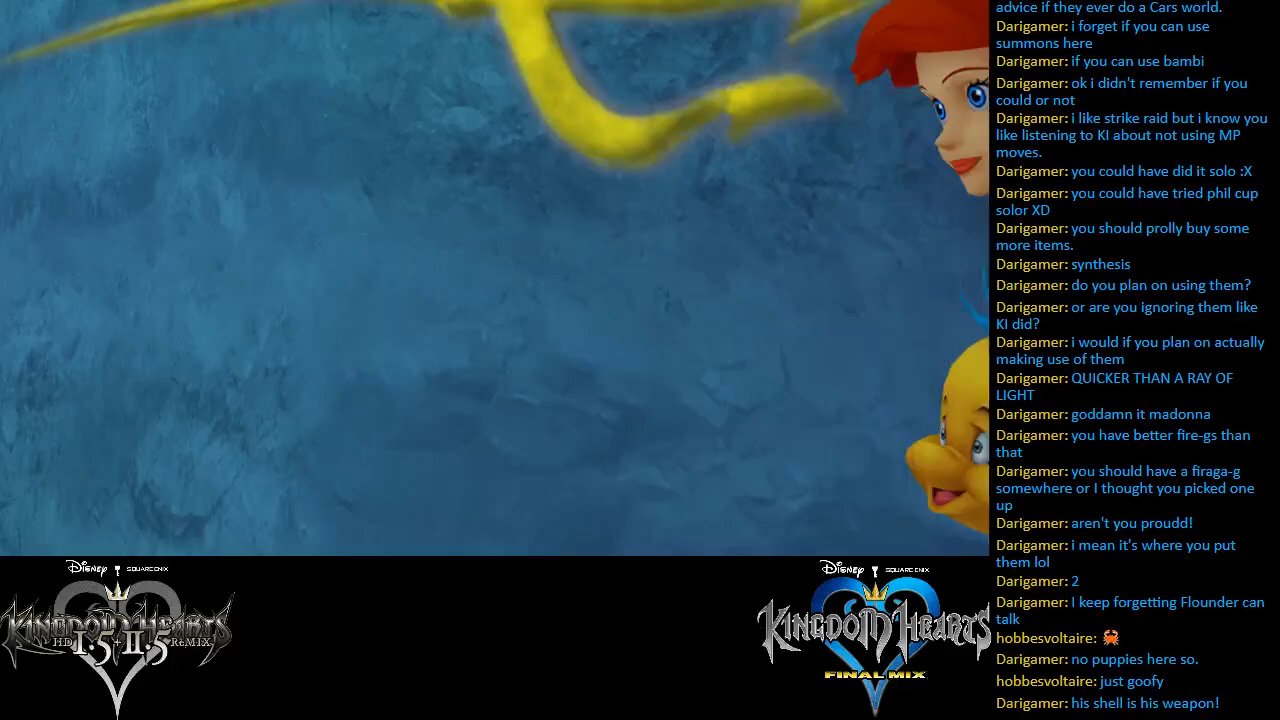 advice if they ever do a Cars world.
Darigamer: i forget if you can use
summons here
Darigamer: if you can use bambi
Darigamer: ok i didn't remember if you
could or not
Darigamer: i like strike raid but i know you
like listening to KI about not using MP
moves.
Darigamer: you could have did it solo :X
Darigamer: you could have tried phil cup
solor XD
Darigamer: you should prolly buy some
more items.
Darigamer: synthesis
Darigamer: do you plan on using them?
Darigamer: or are you ignoring them like
KI did?
Darigamer: i would if you plan on actually
making use of them
Darigamer: QUICKER THAN A RAY OF
LIGHT
Darigamer: goddamn it madonna
Darigamer: you have better fire-gs than
that
Darigamer: you should have a firaga-g
somewhere or I thought you picked one
up
Darigamer: aren't you proudd!
Darigamer: i mean it's where you put
them lol
Darigamer: 2
Darigamer: I keep forgetting Flounder can
talk
hobbesvoltaire: 🦀
Darigamer: no puppies here so.
hobbesvoltaire: just goofy
Darigamer: his shell is his weapon!
Disney SQUARE ENIX
KINGDOM HEARTS
HD I.5+II.5 ReMIX
Disney SQUARE ENIX
KINGDOM HEARTS
FINAL MIX